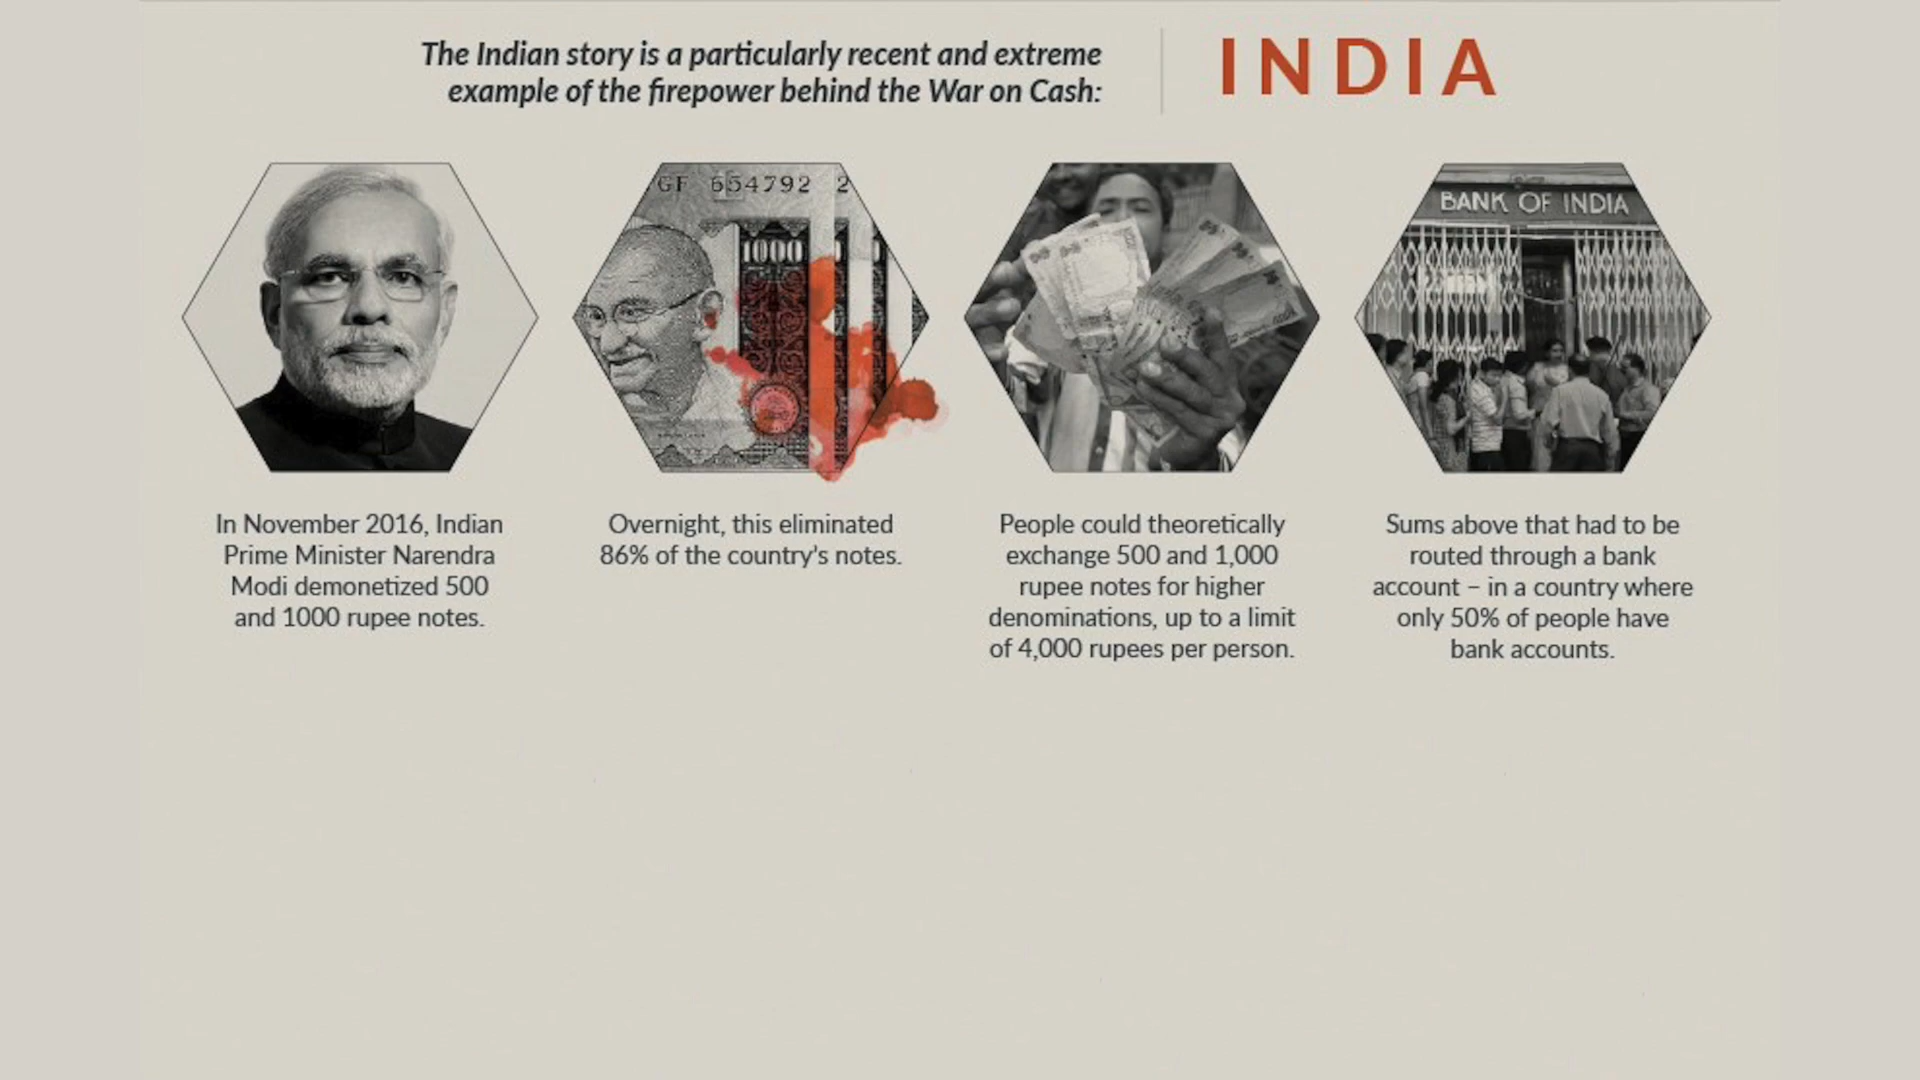 The Indian story is a particularly recent and extreme
example of the firepower behind the War on Cash:
INDIA
GF 654792 2
1000
BANK OF INDIA
In November 2016, Indian
Prime Minister Narendra
Modi demonetized 500
and 1000 rupee notes.
Overnight, this eliminated
86% of the country's notes.
People could theoretically
exchange 500 and 1,000
rupee notes for higher
denominations, up to a limit
of 4,000 rupees per person.
Sums above that had to be
routed through a bank
account – in a country where
only 50% of people have
bank accounts.